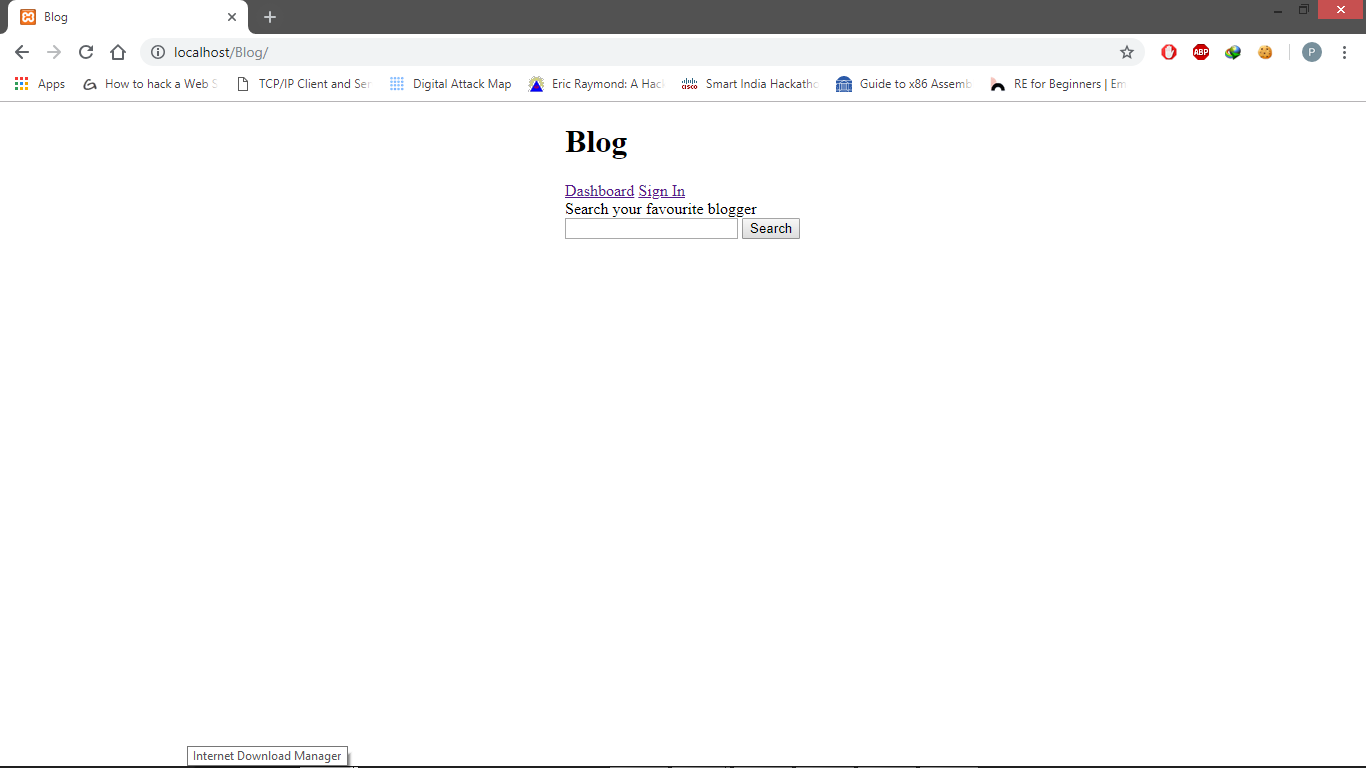 Blog
localhost/Blog/
ABP
P
Apps
How to hack a Web S
TCP/IP Client and Ser
Digital Attack Map
Eric Raymond: A Hack
cisco
Smart India Hackatho
Guide to x86 Assemb
RE for Beginners | Em
Blog
Dashboard Sign In
Search your favourite blogger
Search
Internet Download Manager